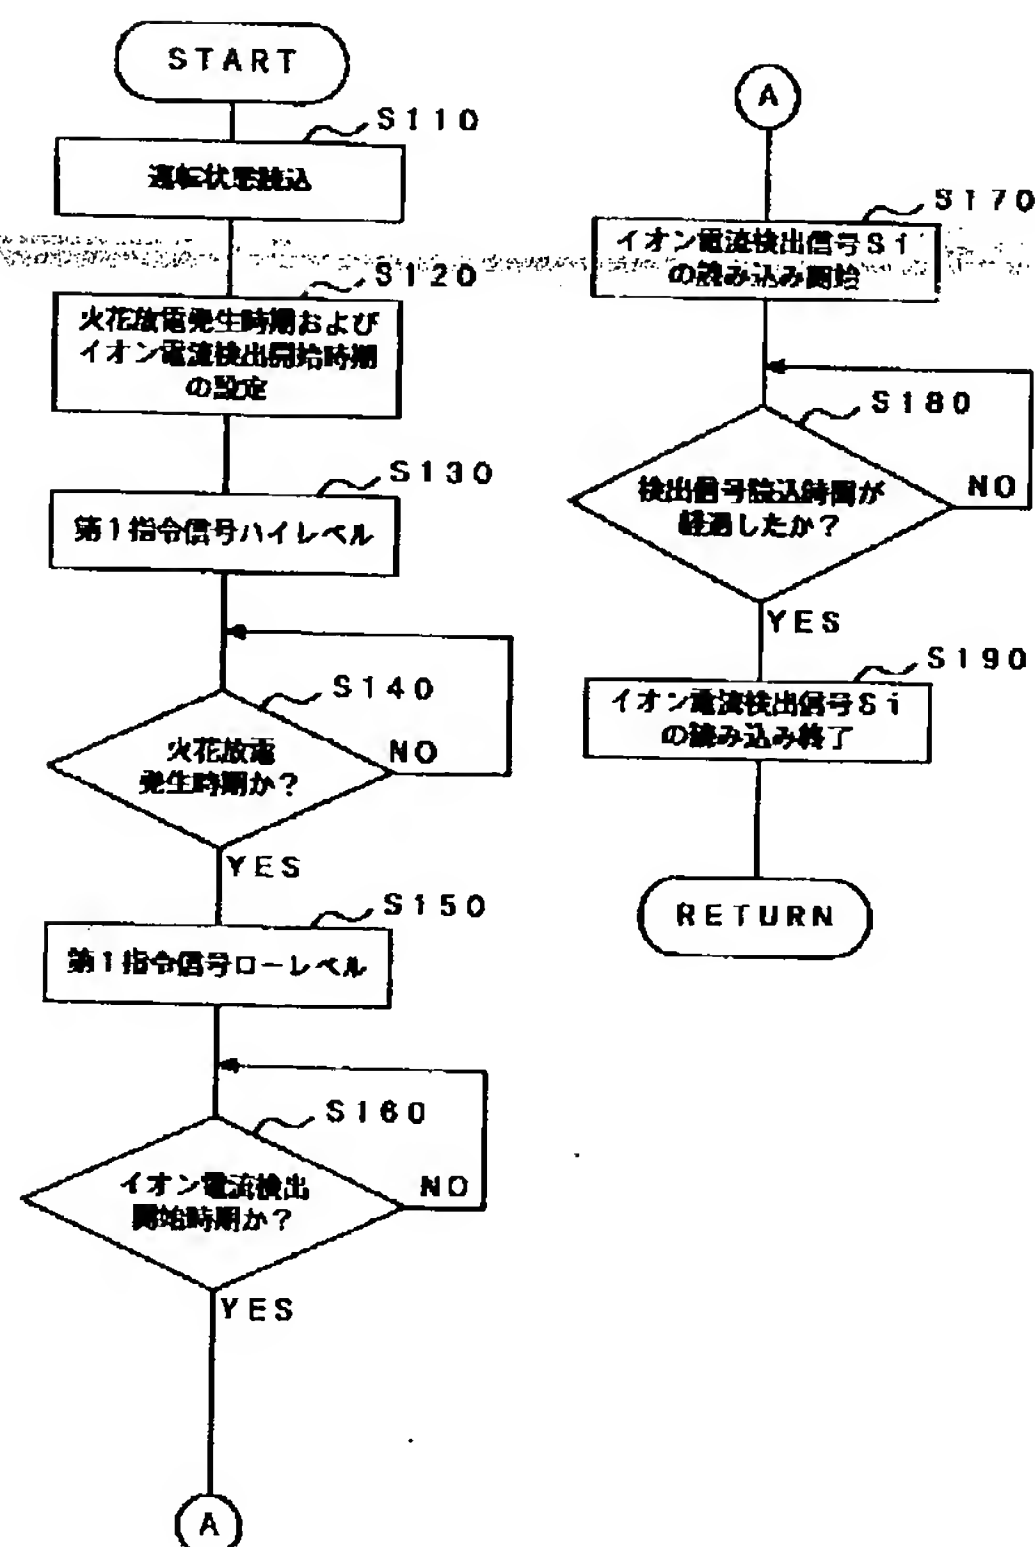 START
S110
運転状態読込
S120
火花放電発生時期および
イオン電流検出開始時期
の設定
S130
第1指令信号ハイレベル
S140
火花放電
発生時期か?
NO
YES
S150
第1指令信号ローレベル
S160
イオン電流検出
開始時期か?
NO
YES
A
A
S170
イオン電流検出信号Si
の読み込み開始
S180
検出信号読込時間が
経過したか?
NO
YES
S190
イオン電流検出信号Si
の読み込み終了
RETURN